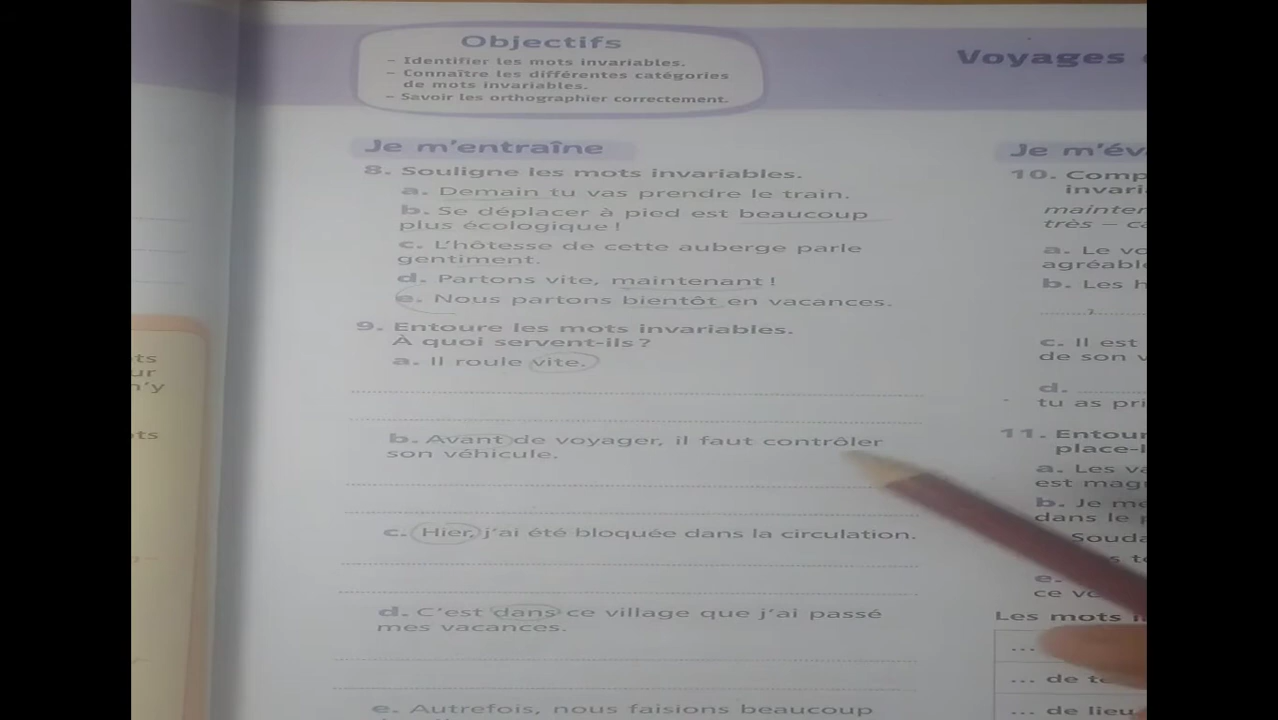 Objectifs
– Identifier les mots invariables.
– Connaître les différentes catégories
de mots invariables.
– Savoir les orthographier correctement.
Voyages
Je m'entraîne
8. Souligne les mots invariables.
a. Demain tu vas prendre le train.
b. Se déplacer à pied est beaucoup
plus écologique !
c. L'hôtesse de cette auberge parle
gentiment.
d. Partons vite, maintenant !
e. Nous partons bientôt en vacances.
9. Entoure les mots invariables.
À quoi servent-ils ?
a. Il roule vite.
b. Avant de voyager, il faut contrôler
son véhicule.
c. Hier, j'ai été bloquée dans la circulation.
d. C'est dans ce village que j'ai passé
mes vacances.
e. Autrefois, nous faisions beaucoup
Je m'év
10. Comp
invari
mainten
très – c
a. Le vo
agréabl
b. Les h
?
c. Il est
de son v
d.
tu as pri
11. Entour
place-l
a. Les va
est mag
b. Je me
dans le
Souda
e.
ce vo
Les mots
...
... de t
... de lieu
ts
ur
n'y
ts